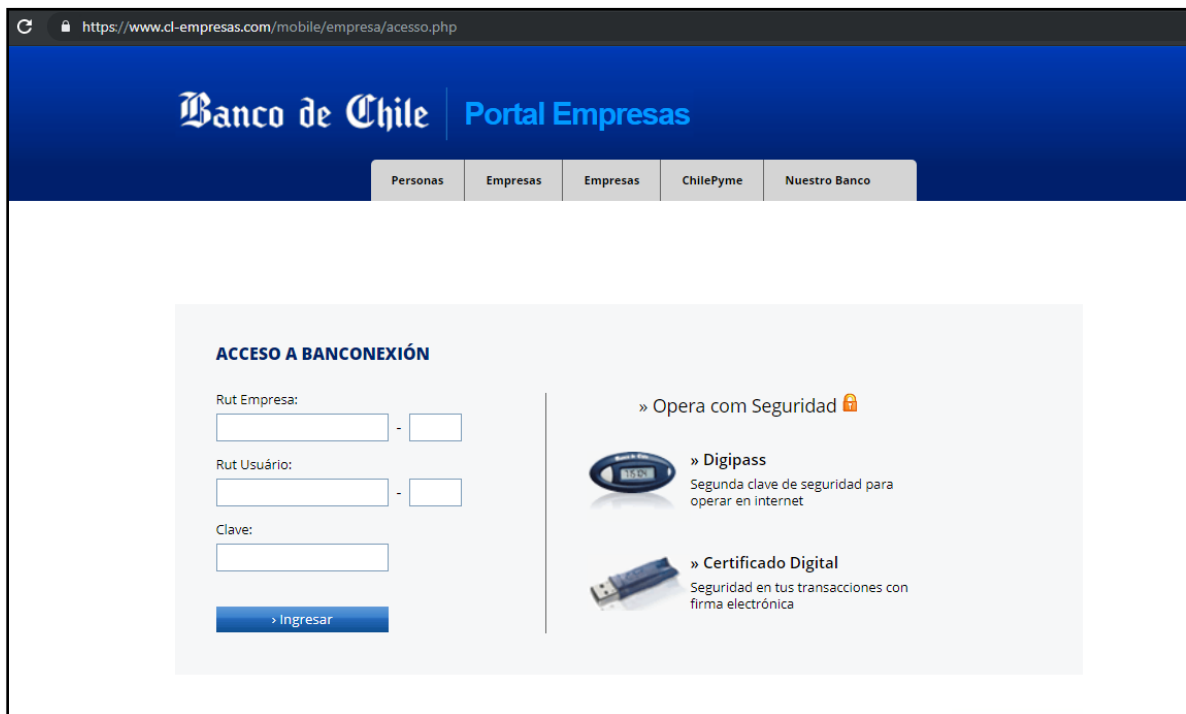 https://www.cl-empresas.com/mobile/empresa/acesso.php
Banco de Chile Portal Empresas
Personas Empresas Empresas ChilePyme Nuestro Banco
ACCESO A BANCONEXIÓN
Rut Empresa:
-
Rut Usuário:
-
Clave:
› Ingresar
» Opera com Seguridad
» Digipass
Segunda clave de seguridad para
operar en internet
» Certificado Digital
Seguridad en tus transacciones con
firma electrónica